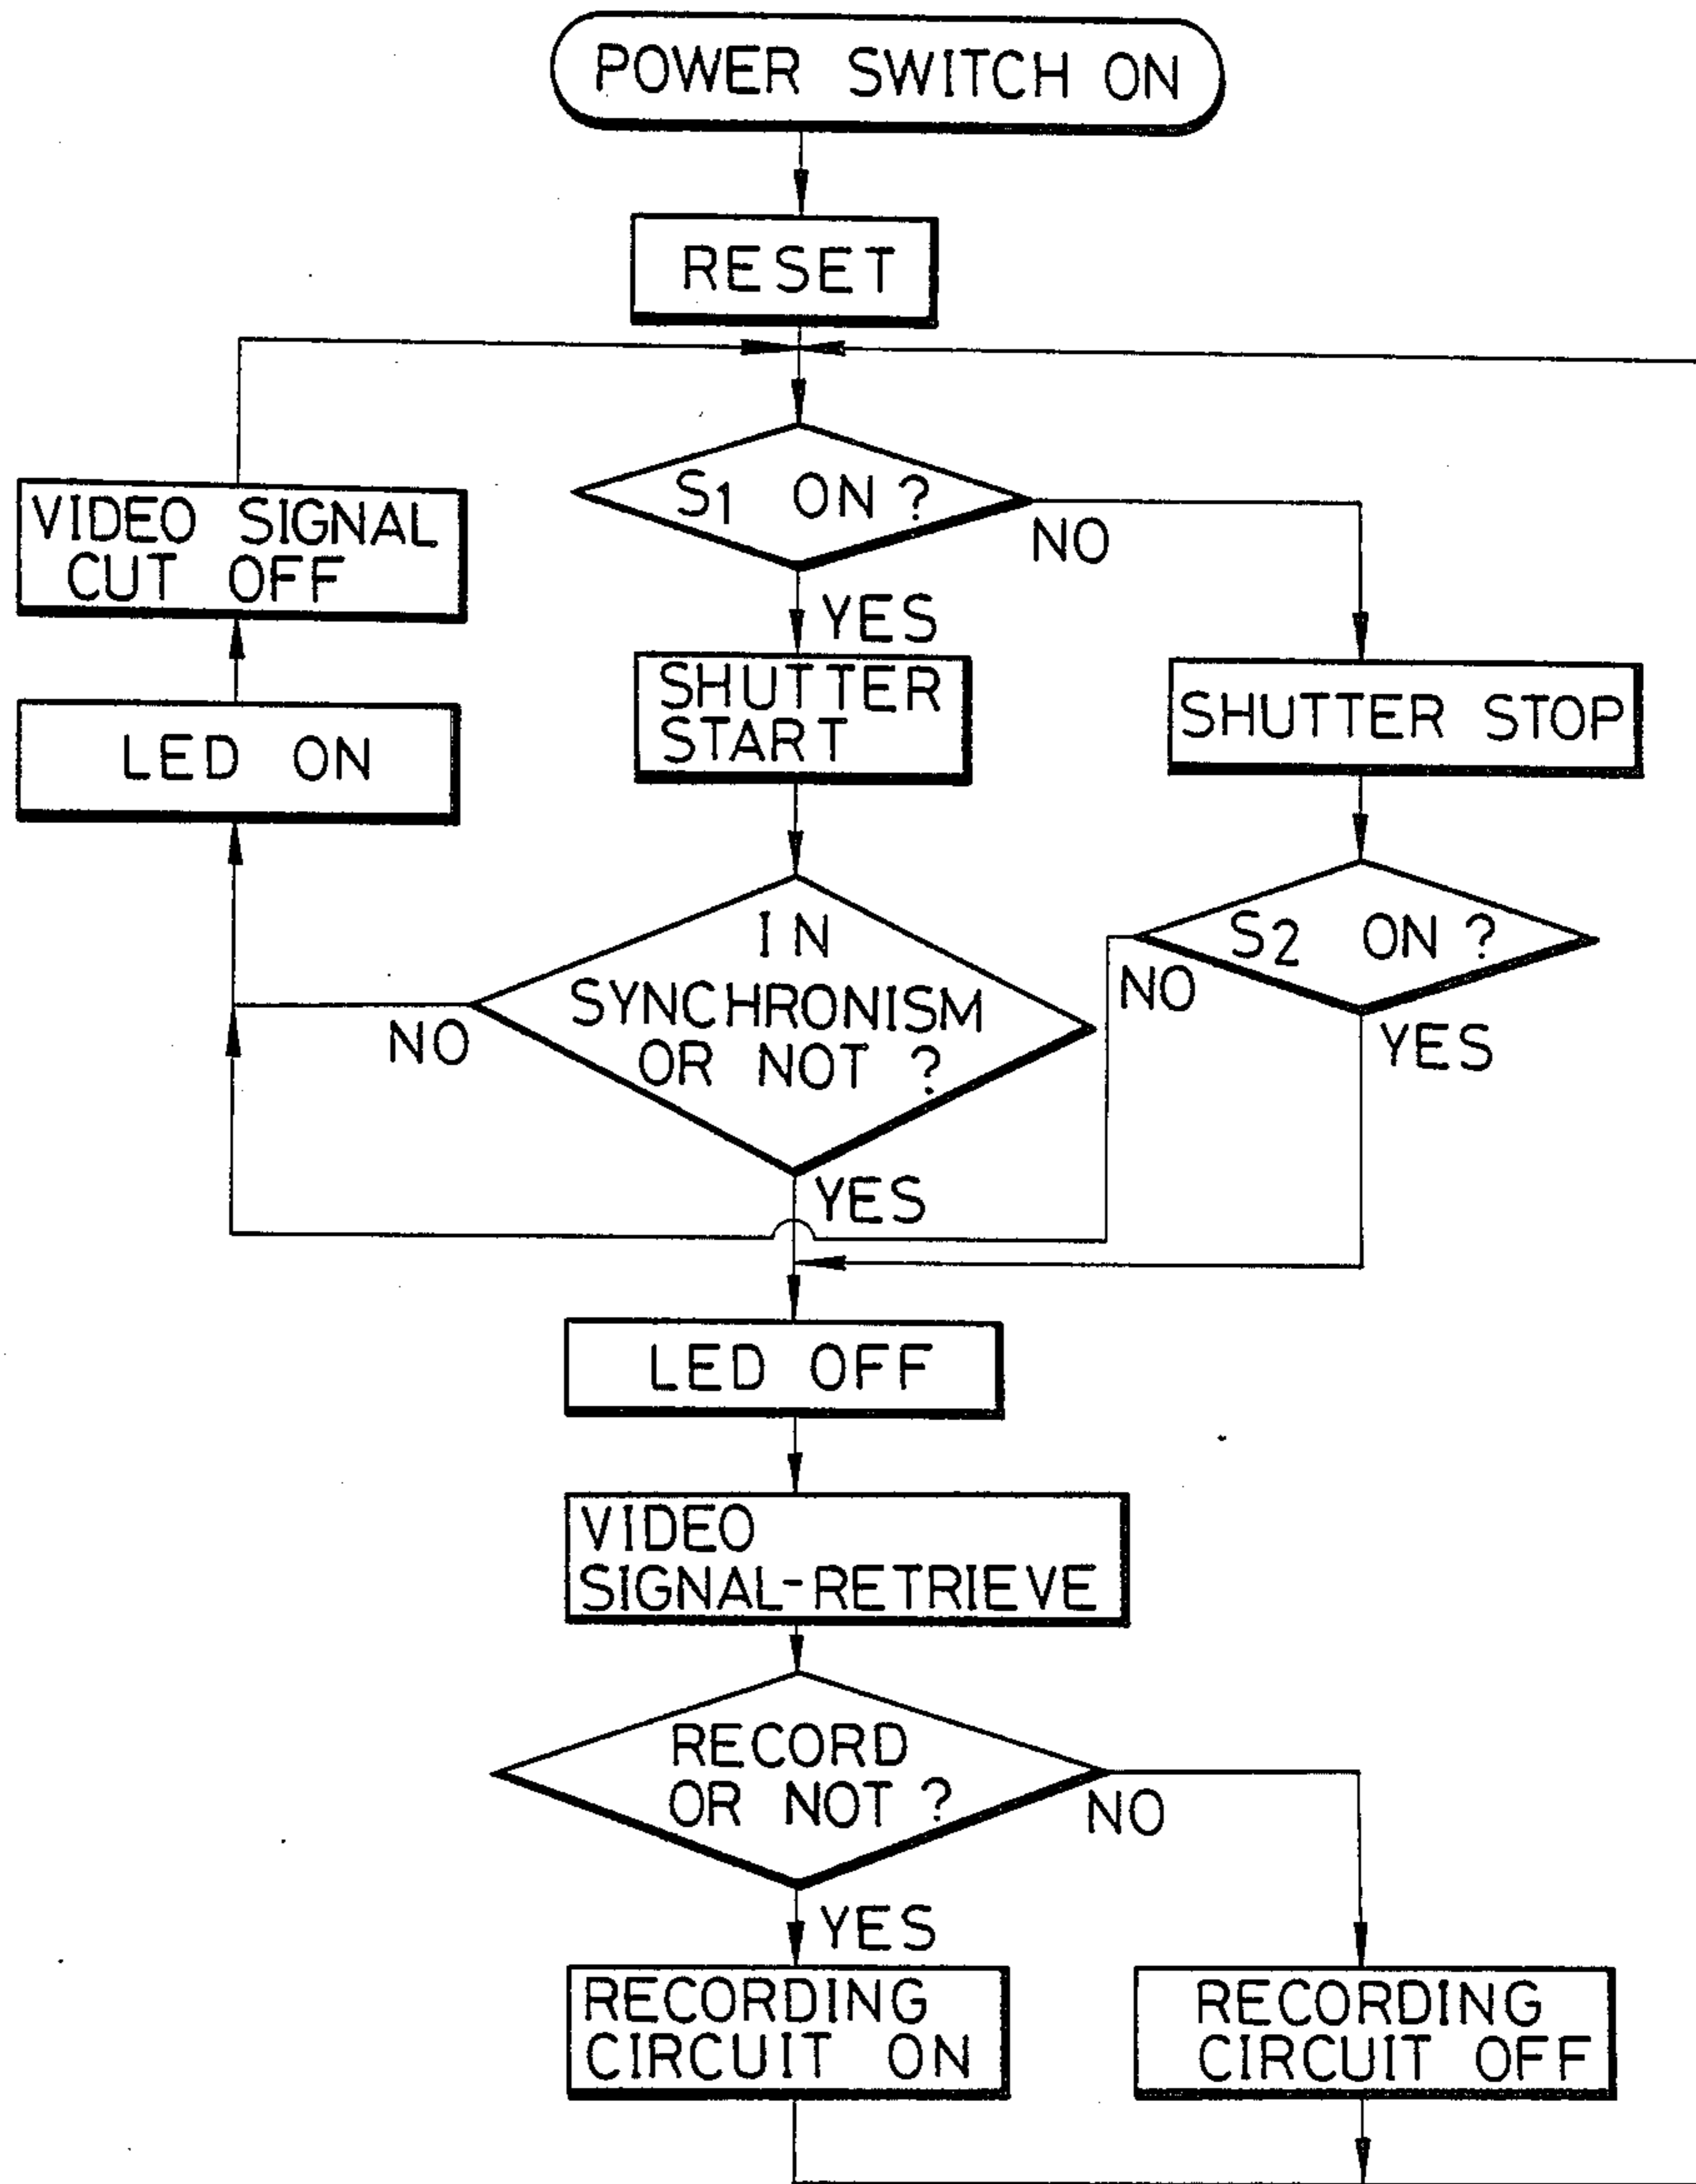 POWER SWITCH ON
RESET
S1 ON ?
NO
YES
VIDEO SIGNAL
CUT OFF
SHUTTER
START
SHUTTER STOP
LED ON
IN
SYNCHRONISM
OR NOT ?
NO
S2 ON ?
NO
YES
YES
LED OFF
VIDEO
SIGNAL-RETRIEVE
RECORD
OR NOT ?
NO
YES
RECORDING
CIRCUIT ON
RECORDING
CIRCUIT OFF